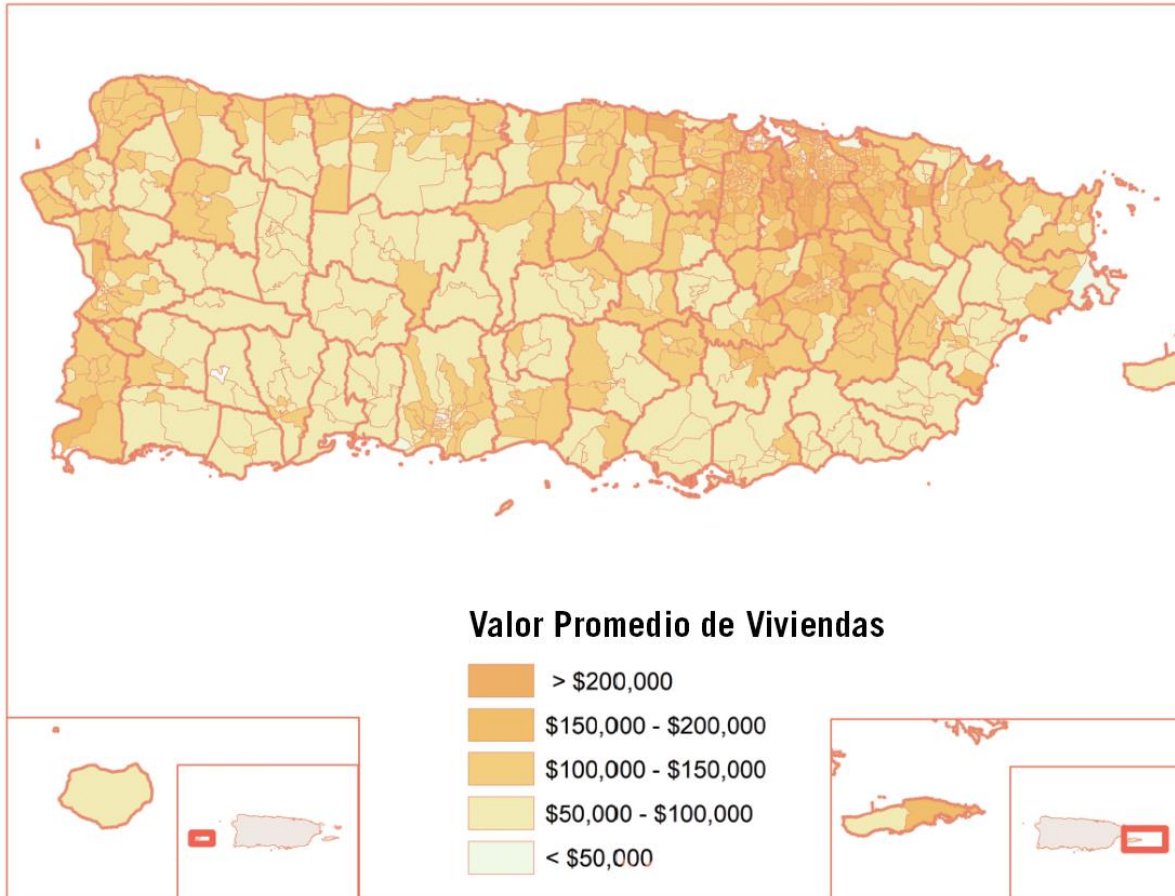 Valor Promedio de Viviendas
> $200,000
$150,000 - $200,000
$100,000 - $150,000
$50,000 - $100,000
< $50,000